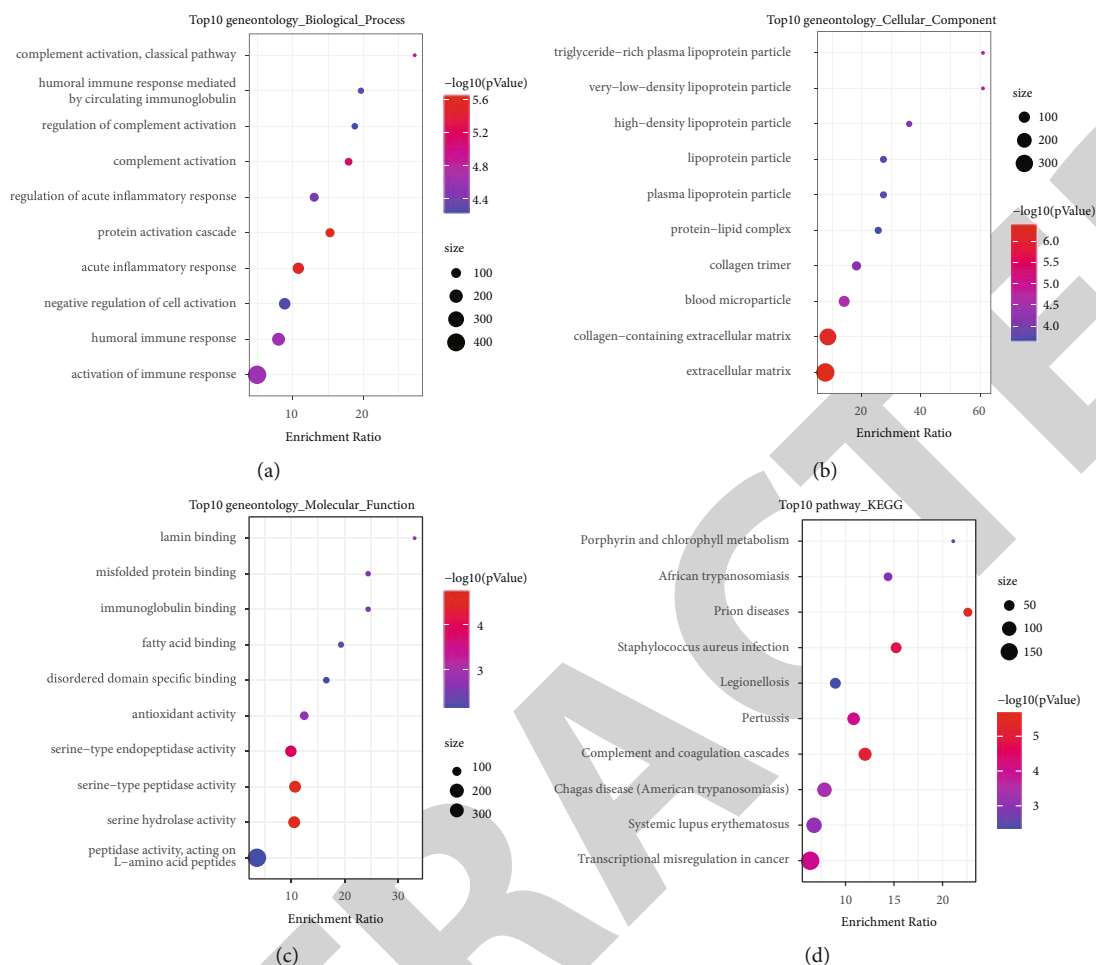 Top10 geneontology_Biological_Process
complement activation, classical pathway
humoral immune response mediated
by circulating immunoglobulin
regulation of complement activation
complement activation
regulation of acute inflammatory response
protein activation cascade
acute inflammatory response
negative regulation of cell activation
humoral immune response
activation of immune response
10 20
Enrichment Ratio
−log10(pValue)
5.6
5.2
4.8
4.4
size
100
200
300
400
(a)
Top10 geneontology_Cellular_Component
triglyceride−rich plasma lipoprotein particle
very−low−density lipoprotein particle
high−density lipoprotein particle
lipoprotein particle
plasma lipoprotein particle
protein−lipid complex
collagen trimer
blood microparticle
collagen−containing extracellular matrix
extracellular matrix
20 40 60
Enrichment Ratio
size
100
200
300
−log10(pValue)
6.0
5.5
5.0
4.5
4.0
(b)
Top10 geneontology_Molecular_Function
lamin binding
misfolded protein binding
immunoglobulin binding
fatty acid binding
disordered domain specific binding
antioxidant activity
serine−type endopeptidase activity
serine−type peptidase activity
serine hydrolase activity
peptidase activity, acting on
L−amino acid peptides
10 20 30
Enrichment Ratio
−log10(pValue)
4
3
size
100
200
300
(c)
Top10 pathway_KEGG
Porphyrin and chlorophyll metabolism
African trypanosomiasis
Prion diseases
Staphylococcus aureus infection
Legionellosis
Pertussis
Complement and coagulation cascades
Chagas disease (American trypanosomiasis)
Systemic lupus erythematosus
Transcriptional misregulation in cancer
10 15 20
Enrichment Ratio
size
50
100
150
−log10(pValue)
5
4
3
(d)